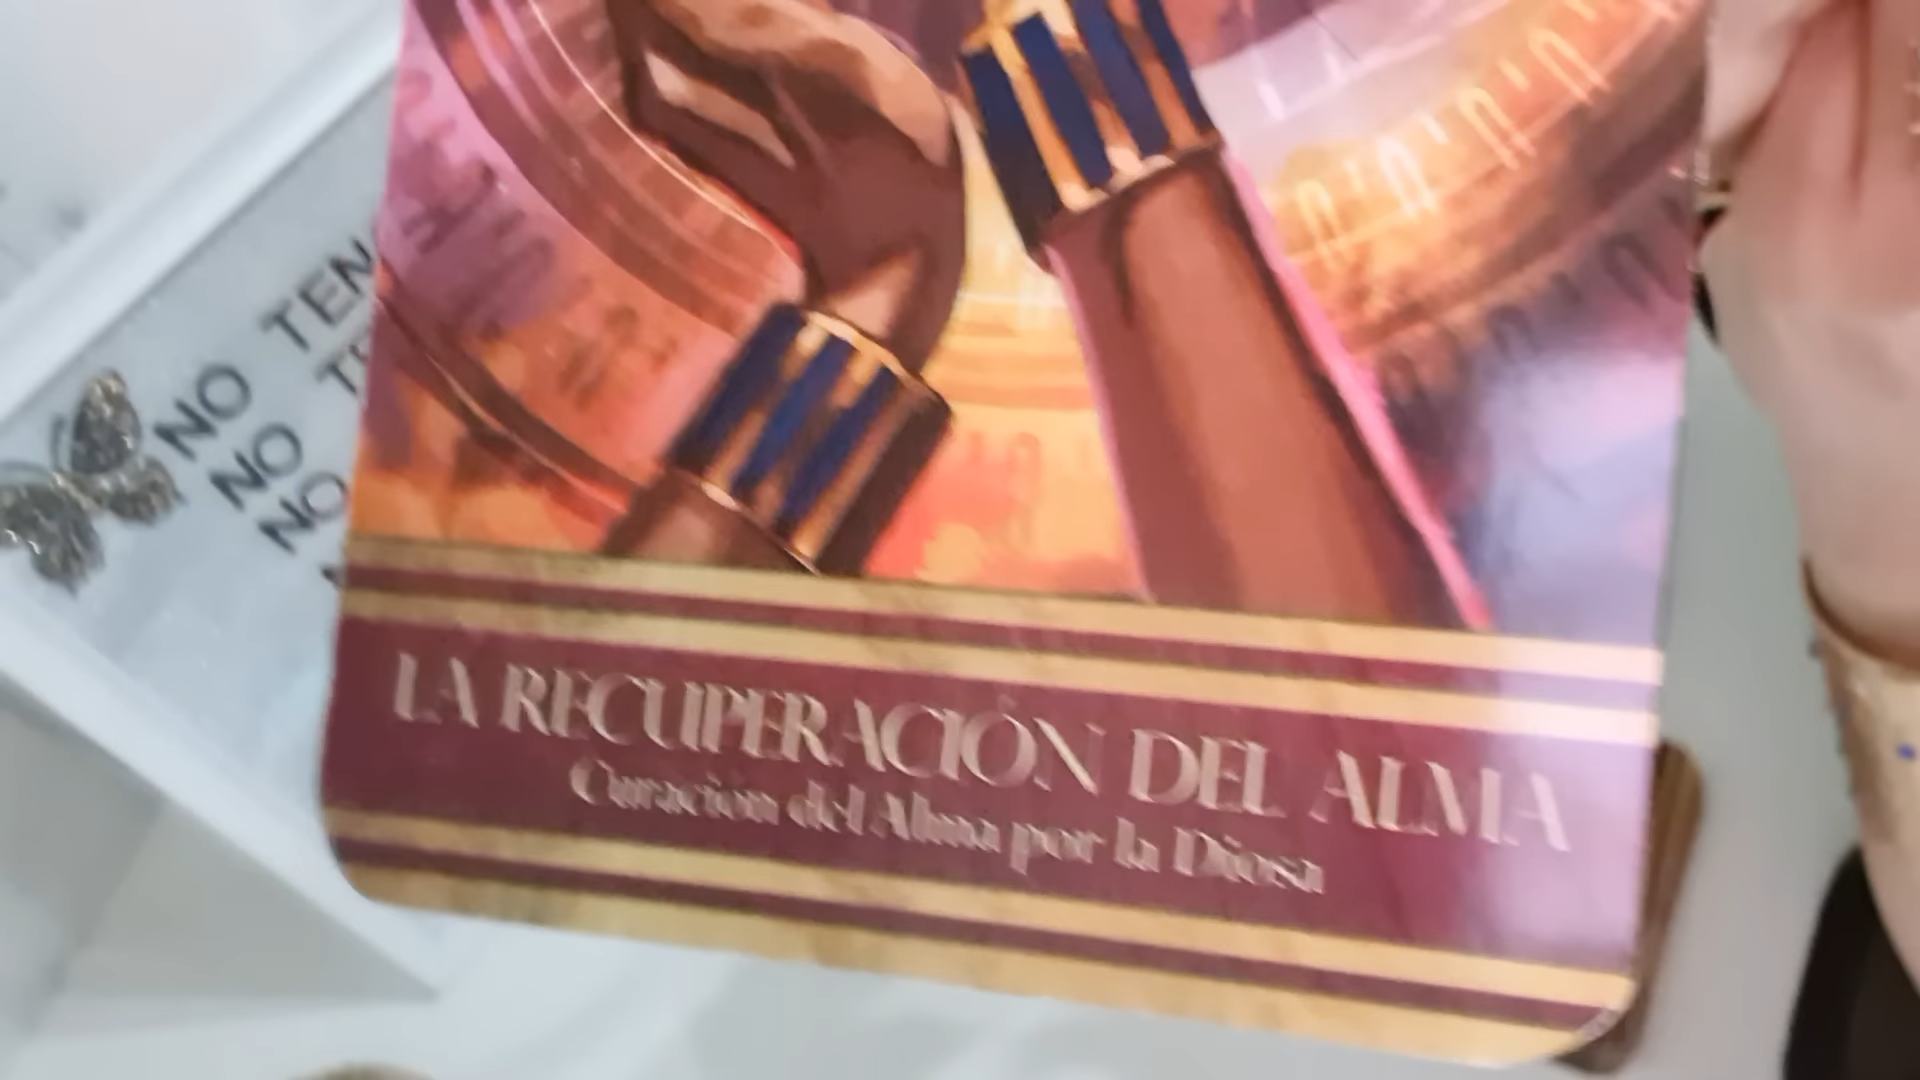 NO TEN
NO
NO
LA RECUPERACIÓN DEL ALMA
Curación del Alma por la Diosa